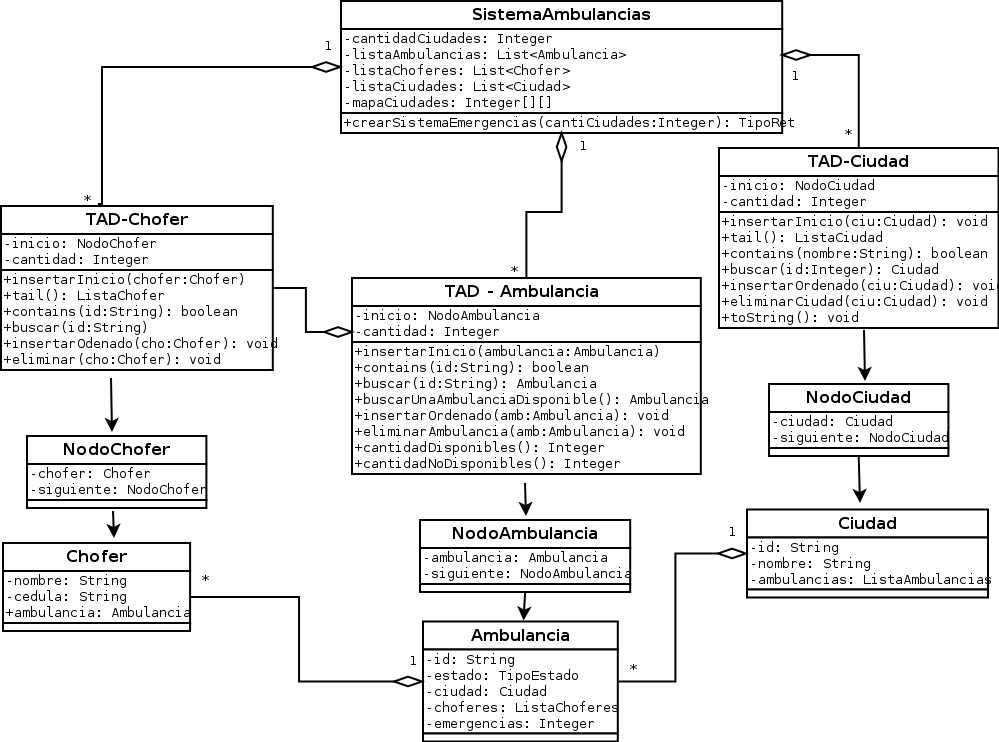 SistemaAmbulancias
-cantidadCiudades: Integer
-listaAmbulancias: List<Ambulancia>
-listaChoferes: List<Chofer>
-listaCiudades: List<Ciudad>
-mapaCiudades: Integer[][]
+crearSistemaEmergencias(cantiCiudades:Integer): TipoRet
1
1
1
*
*
*
TAD-Chofer
-inicio: NodoChofer
-cantidad: Integer
+insertarInicio(chofer:Chofer)
+tail(): ListaChofer
+contains(id:String): boolean
+buscar(id:String)
+insertarOdenado(cho:Chofer): void
+eliminar(cho:Chofer): void
TAD - Ambulancia
-inicio: NodoAmbulancia
-cantidad: Integer
+insertarInicio(ambulancia:Ambulancia)
+contains(id:String): boolean
+buscar(id:String): Ambulancia
+buscarUnaAmbulanciaDisponible(): Ambulancia
+insertarOrdenado(amb:Ambulancia): void
+eliminarAmbulancia(amb:Ambulancia): void
+cantidadDisponibles(): Integer
+cantidadNoDisponibles(): Integer
TAD-Ciudad
-inicio: NodoCiudad
-cantidad: Integer
+insertarInicio(ciu:Ciudad): void
+tail(): ListaCiudad
+contains(nombre:String): boolean
+buscar(id:Integer): Ciudad
+insertarOrdenado(ciu:Ciudad): void
+eliminarCiudad(ciu:Ciudad): void
+toString(): void
NodoChofer
-chofer: Chofer
-siguiente: NodoChofer
NodoCiudad
-ciudad: Ciudad
-siguiente: NodoCiudad
NodoAmbulancia
-ambulancia: Ambulancia
-siguiente: NodoAmbulancia
Chofer
-nombre: String
-cedula: String
+ambulancia: Ambulancia
*
1
Ambulancia
-id: String
-estado: TipoEstado
-ciudad: Ciudad
-choferes: ListaChoferes
-emergencias: Integer
*
1
Ciudad
-id: String
-nombre: String
-ambulancias: ListaAmbulancias